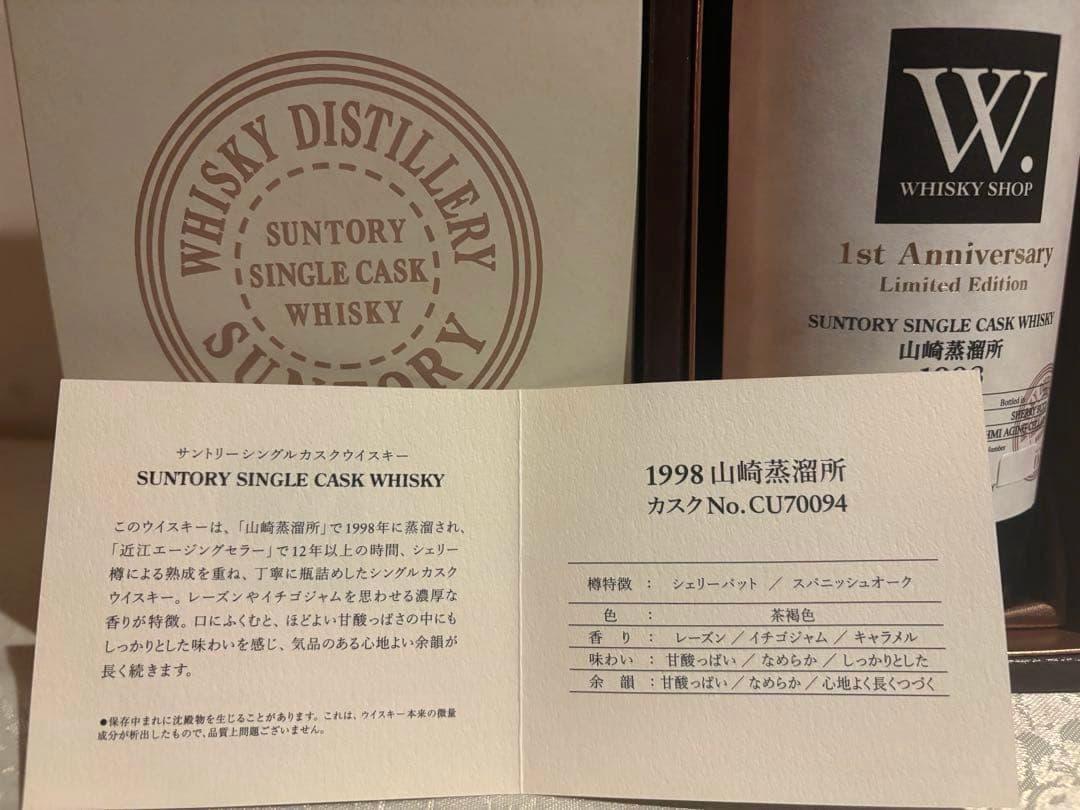 WHISKY DISTILLERY
SUNTORY
SINGLE CASK
WHISKY
SUNTORY
W.
WHISKY SHOP
1st Anniversary
Limited Edition
SUNTORY SINGLE CASK WHISKY
山崎蒸溜所
Bottled in
SHERRY
AGING CELLAR
サントリーシングルカスクウイスキー
SUNTORY SINGLE CASK WHISKY
このウイスキーは、「山崎蒸溜所」で1998年に蒸溜され、
「近江エージングセラー」で12年以上の時間、シェリー
樽による熟成を重ね、丁寧に瓶詰めしたシングルカスク
ウイスキー。レーズンやイチゴジャムを思わせる濃厚な
香りが特徴。口にふくむと、ほどよい甘酸っぱさの中にも
しっかりとした味わいを感じ、気品のある心地よい余韻が
長く続きます。
●保存中まれに沈殿物を生じることがあります。これは、ウイスキー本来の微量
成分が析出したもので、品質上問題ございません。
1998 山崎蒸溜所
カスク No. CU70094
樽特徴 : シェリーバット / スパニッシュオーク
色 : 茶褐色
香り : レーズン / イチゴジャム / キャラメル
味わい : 甘酸っぱい / なめらか / しっかりとした
余韻 : 甘酸っぱい / なめらか / 心地よく長くつづく